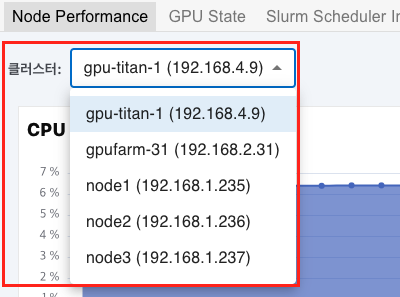 Node Performance GPU State Slurm Scheduler In
클러스터: gpu-titan-1 (192.168.4.9)
gpu-titan-1 (192.168.4.9)
gpufarm-31 (192.168.2.31)
node1 (192.168.1.235)
node2 (192.168.1.236)
node3 (192.168.1.237)
CPU
7 %
6 %
5 %
4 %
3 %
2 %
1 %